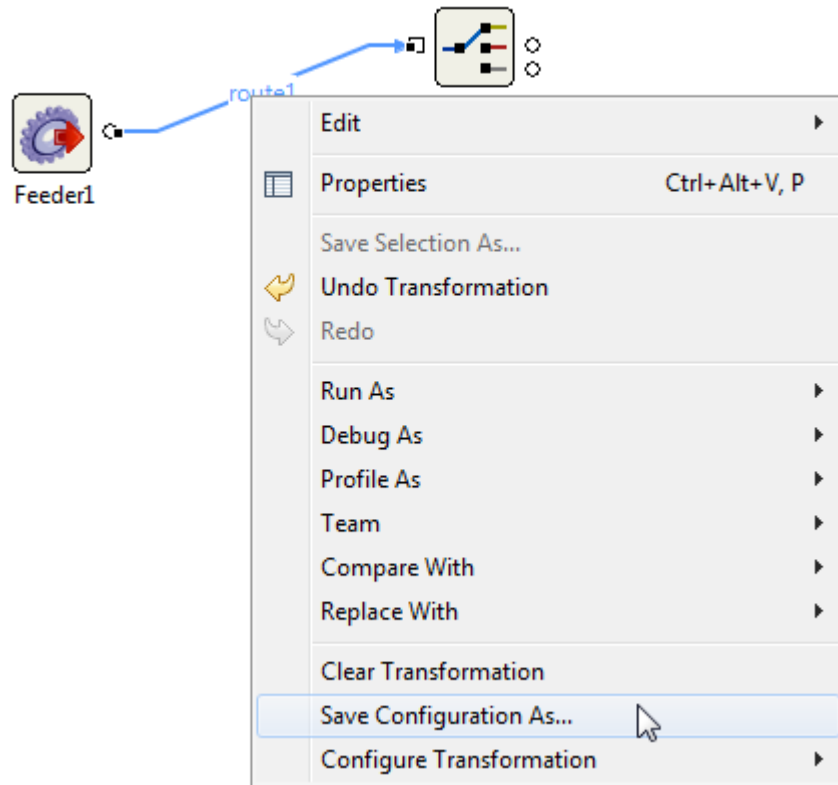 route1
Feeder1
Edit
Properties Ctrl+Alt+V, P
Save Selection As...
Undo Transformation
Redo
Run As
Debug As
Profile As
Team
Compare With
Replace With
Clear Transformation
Save Configuration As...
Configure Transformation